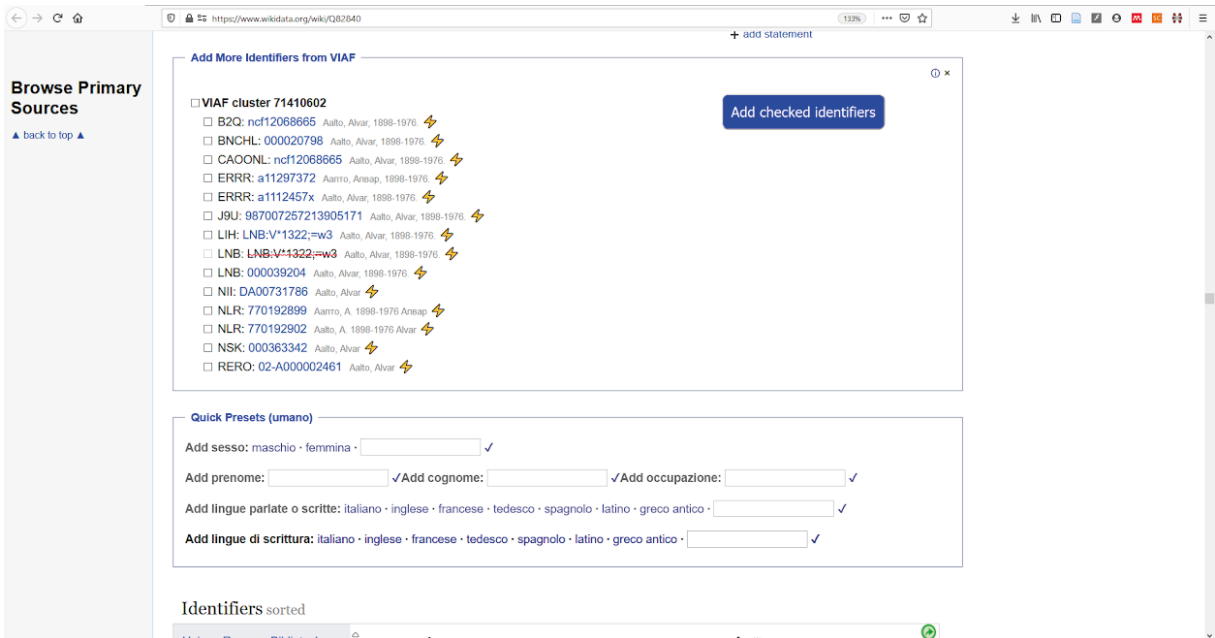 https://www.wikidata.org/wiki/Q82840
133%
+ add statement
Add More Identifiers from VIAF
Browse Primary
Sources
▲ back to top ▲
VIAF cluster 71410602
Add checked identifiers
B2Q: ncf12068665 Aalto, Alvar, 1898-1976.
BNCHL: 000020798 Aalto, Alvar, 1898-1976.
CAOONL: ncf12068665 Aalto, Alvar, 1898-1976.
ERRR: a11297372 Аалто, Алвар, 1898-1976.
ERRR: a1112457x Aalto, Alvar, 1898-1976.
J9U: 987007257213905171 Aalto, Alvar, 1898-1976.
LIH: LNB:V*1322;=w3 Aalto, Alvar, 1898-1976.
LNB: LNB:V*1322;=w3 Aalto, Alvar, 1898-1976.
LNB: 000039204 Aalto, Alvar, 1898-1976.
NII: DA00731786 Aalto, Alvar
NLR: 770192899 Аалто, А. 1898-1976 Алвар
NLR: 770192902 Aalto, A. 1898-1976 Alvar
NSK: 000363342 Aalto, Alvar
RERO: 02-A000002461 Aalto, Alvar
Quick Presets (umano)
Add sesso: maschio · femmina ·
Add prenome: Add cognome: Add occupazione:
Add lingue parlate o scritte: italiano · inglese · francese · tedesco · spagnolo · latino · greco antico ·
Add lingue di scrittura: italiano · inglese · francese · tedesco · spagnolo · latino · greco antico ·
Identifiers sorted